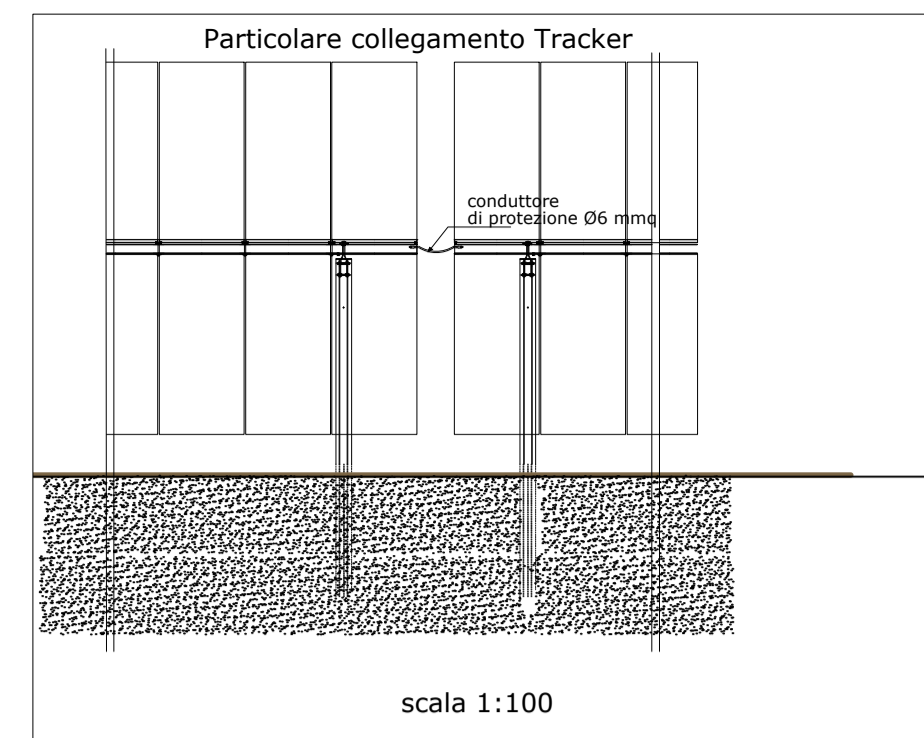 Particolare collegamento Tracker
conduttore
di protezione Ø6 mmq
scala 1:100